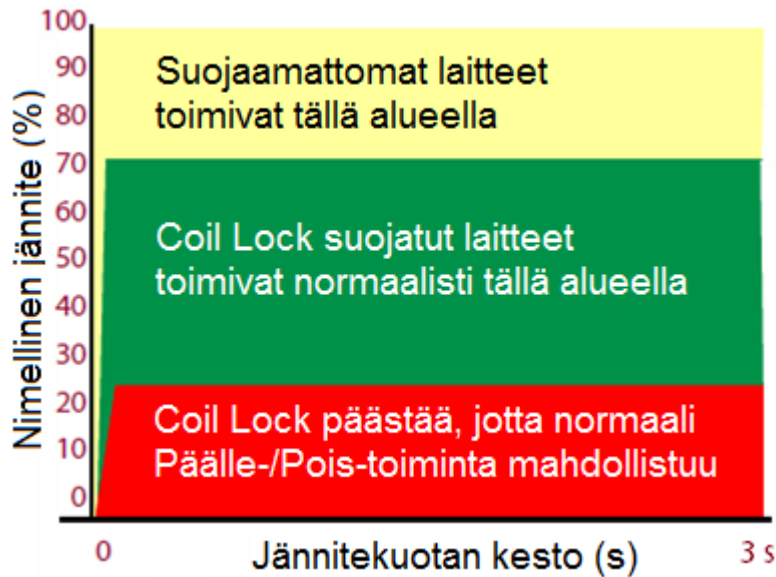 100
90
80
70
60
50
40
30
20
10
0
Nimellinen jännite (%)
Suojaamattomat laitteet
toimivat tällä alueella
Coil Lock suojatut laitteet
toimivat normaalisti tällä alueella
Coil Lock päästää, jotta normaali
Päälle-/Pois-toiminta mahdollistuu
0
Jännitekuotan kesto (s)
3 s